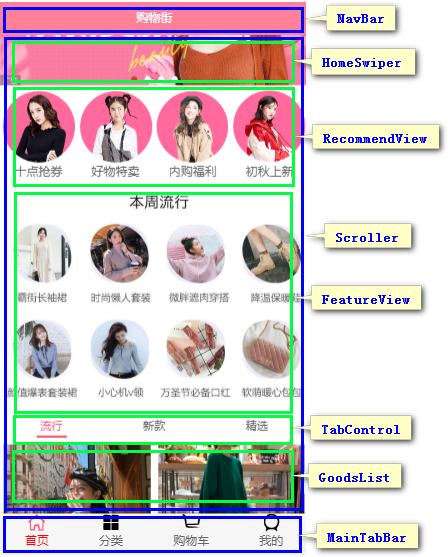 购物街
NavBar
beauty
HomeSwiper
十点抢券
好物特卖
内购福利
初秋上新
RecommendView
本周流行
Scroller
霸街长袖裙
时尚懒人套装
微胖遮肉穿搭
降温保暖鞋
FeatureView
颜值爆表套装裙
小心机v领
万圣节必备口红
软萌暖心包包
流行
新款
精选
TabControl
GoodsList
首页
分类
购物车
我的
MainTabBar